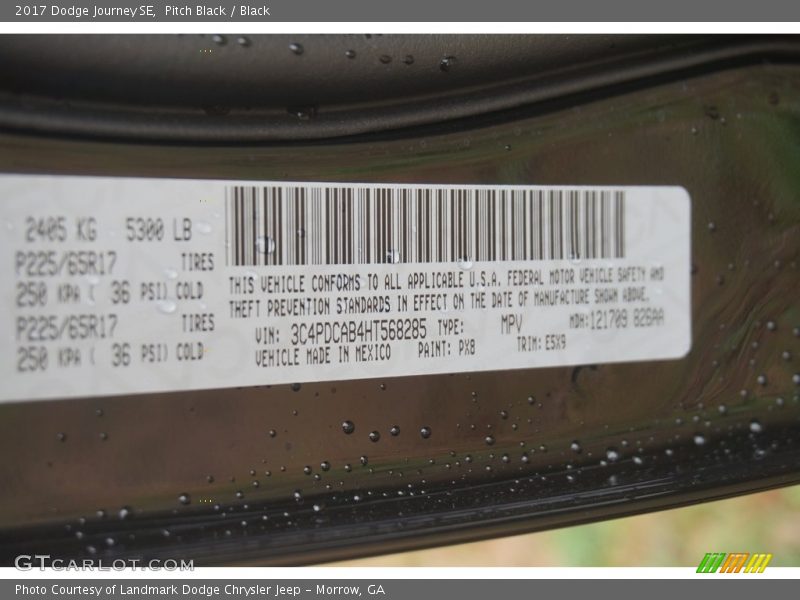 2017 Dodge Journey SE, Pitch Black / Black
2405 KG 5300 LB
P225/65R17 TIRES
250 KPA ( 36 PSI) COLD
P225/65R17 TIRES
250 KPA ( 36 PSI) COLD
THIS VEHICLE CONFORMS TO ALL APPLICABLE U.S.A. FEDERAL MOTOR VEHICLE SAFETY AND
THEFT PREVENTION STANDARDS IN EFFECT ON THE DATE OF MANUFACTURE SHOWN ABOVE.
VIN: 3C4PDCAB4HT568285 TYPE: MPV MDH:121709 826AA
VEHICLE MADE IN MEXICO PAINT: PX8 TRIM: E5X9
GTCARLOT.COM
Photo Courtesy of Landmark Dodge Chrysler Jeep – Morrow, GA